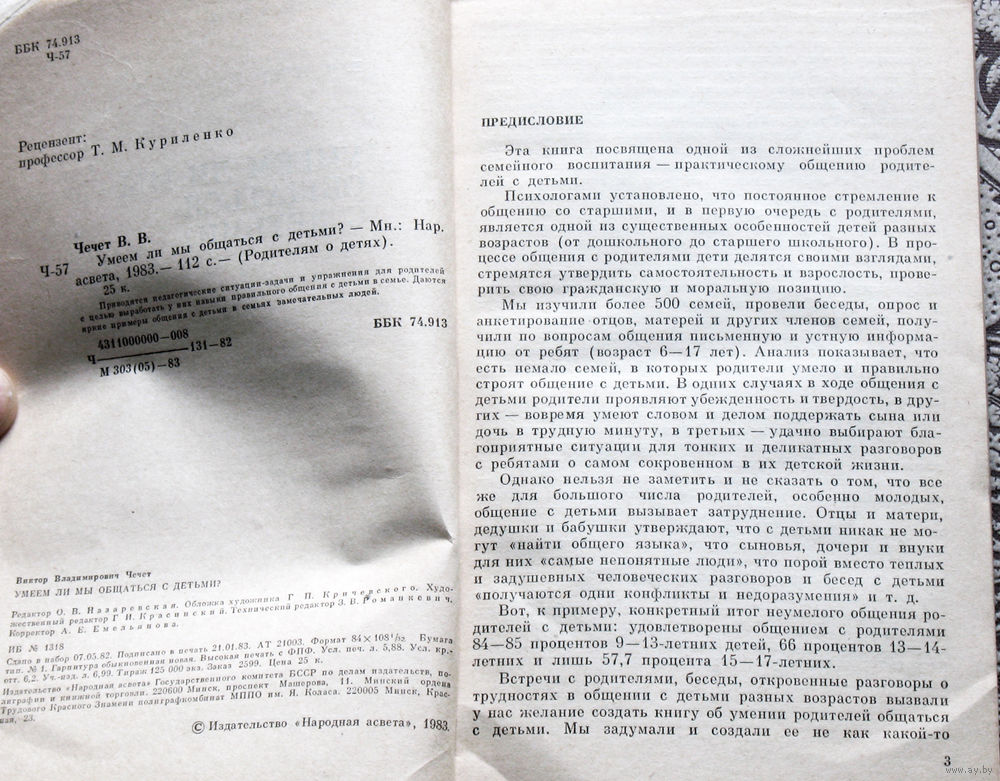 ББК 74.913
Ч-57
Рецензент:
профессор Т. М. Куриленко
Чечет В. В.
Ч-57 Умеем ли мы общаться с детьми? — Мн.: Нар.
асвета, 1983.— 112 с.— (Родителям о детях).
25 к.
Приводятся педагогические ситуации-задачи и упражнения для родителей
с целью выработать у них навыки правильного общения с детьми в семье. Даются
яркие примеры общения с детьми в семьях замечательных людей.
4311000000—008
Ч————131—82
М 303(05)—83
ББК 74.913
Виктор Владимирович Чечет
УМЕЕМ ЛИ МЫ ОБЩАТЬСЯ С ДЕТЬМИ?
Редактор О. В. Назаревская. Обложка художника Г. П. Кричевского. Худо-
жественный редактор Г. И. Красинский. Технический редактор З. В. Романкевич.
Корректор А. Е. Емельянова.
ИБ № 1318
Сдано в набор 07.05.82. Подписано в печать 21.01.83. АТ 21003. Формат 84×108 1/32. Бумага
тип. № 1. Гарнитура обыкновенная новая. Высокая печать с ФПФ. Усл. печ. л. 5,88. Усл. кр.-
отт. 6,2. Уч.-изд. л. 6,99. Тираж 125 000 экз. Заказ 2599. Цена 25 к.
Издательство «Народная асвета» Государственного комитета БССР по делам издательств, по-
лиграфии и книжной торговли. 220600 Минск, проспект Машерова, 11. Минский ордена
Трудового Красного Знамени полиграфкомбинат МППО им. Я. Коласа. 220005 Минск, Крас-
ная, 23.
© Издательство «Народная асвета», 1983.
ПРЕДИСЛОВИЕ
Эта книга посвящена одной из сложнейших проблем
семейного воспитания — практическому общению родите-
лей с детьми.
Психологами установлено, что постоянное стремление к
общению со старшими, и в первую очередь с родителями,
является одной из существенных особенностей детей разных
возрастов (от дошкольного до старшего школьного). В про-
цессе общения с родителями дети делятся своими взглядами,
стремятся утвердить самостоятельность и взрослость, прове-
рить свою гражданскую и моральную позицию.
Мы изучили более 500 семей, провели беседы, опрос и
анкетирование отцов, матерей и других членов семей, полу-
чили по вопросам общения письменную и устную информа-
цию от ребят (возраст 6—17 лет). Анализ показывает, что
есть немало семей, в которых родители умело и правильно
строят общение с детьми. В одних случаях в ходе общения с
детьми родители проявляют убежденность и твердость, в дру-
гих — вовремя умеют словом и делом поддержать сына или
дочь в трудную минуту, в третьих — удачно выбирают бла-
гоприятные ситуации для тонких и деликатных разговоров
с ребятами о самом сокровенном в их детской жизни.
Однако нельзя не заметить и не сказать о том, что все
же для большого числа родителей, особенно молодых,
общение с детьми вызывает затруднение. Отцы и матери,
дедушки и бабушки утверждают, что с детьми никак не мо-
гут «найти общего языка», что сыновья, дочери и внуки
для них «самые непонятные люди», что порой вместо теплых
и задушевных человеческих разговоров и бесед с детьми
«получаются одни конфликты и недоразумения» и т. д.
Вот, к примеру, конкретный итог неумелого общения ро-
дителей с детьми: удовлетворены общением с родителями
84—85 процентов 9—13-летних детей, 66 процентов 13—14-
летних и лишь 57,7 процента 15—17-летних.
Встречи с родителями, беседы, откровенные разговоры о
трудностях в общении с детьми разных возрастов вызвали
у нас желание создать книгу об умении родителей общаться
с детьми. Мы задумали и создали ее не как какой-то
3
www.ay.by